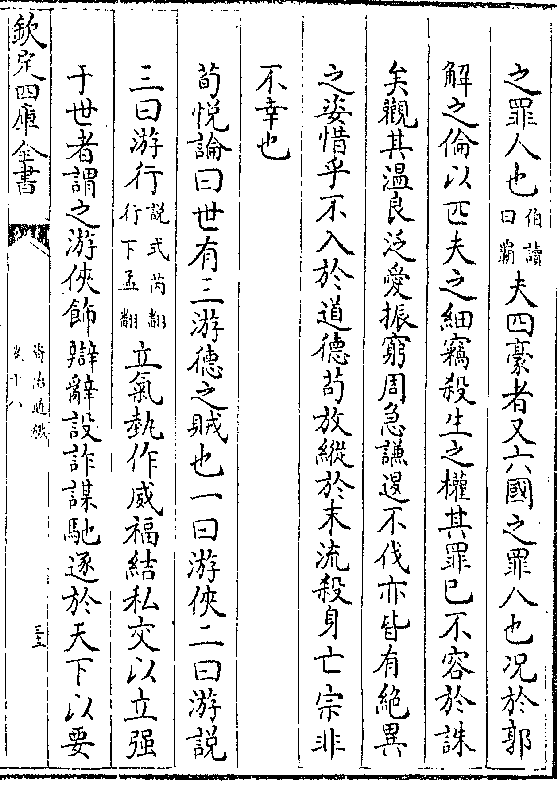 之罪人也伯讀曰霸夫四豪者又六國之罪人也况於郭
解之倫以匹夫之細竊殺生之權其罪已不容於誅
矣觀其温良泛愛振窮周急謙退不伐亦皆有絶異
之姿惜乎不入於道德苟放縱於末流殺身亡宗非
不幸也
荀悦論曰世有三游德之賊也一曰游俠二曰游説
三曰游行説式芮翻行下孟翻立氣埶作威福結私交以立强
于世者謂之游俠飾辯辭設詐謀馳逐於天下以要
欽定四庫全書
資治通鑑
卷十八